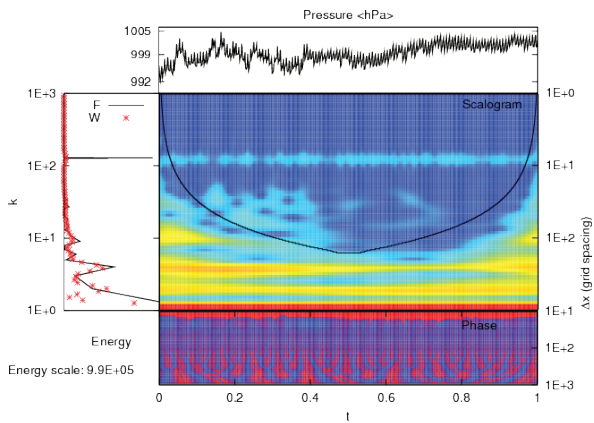 Pressure <hPa>
1005
999
992
1E+3
F
W
1E+2
k
1E+1
1E+0
Scalogram
1E+0
1E+1
1E+2
Δx (grid spacing)
1E+1
Phase
1E+2
1E+3
Energy
Energy scale: 9.9E+05
0 0.2 0.4 0.6 0.8 1
t